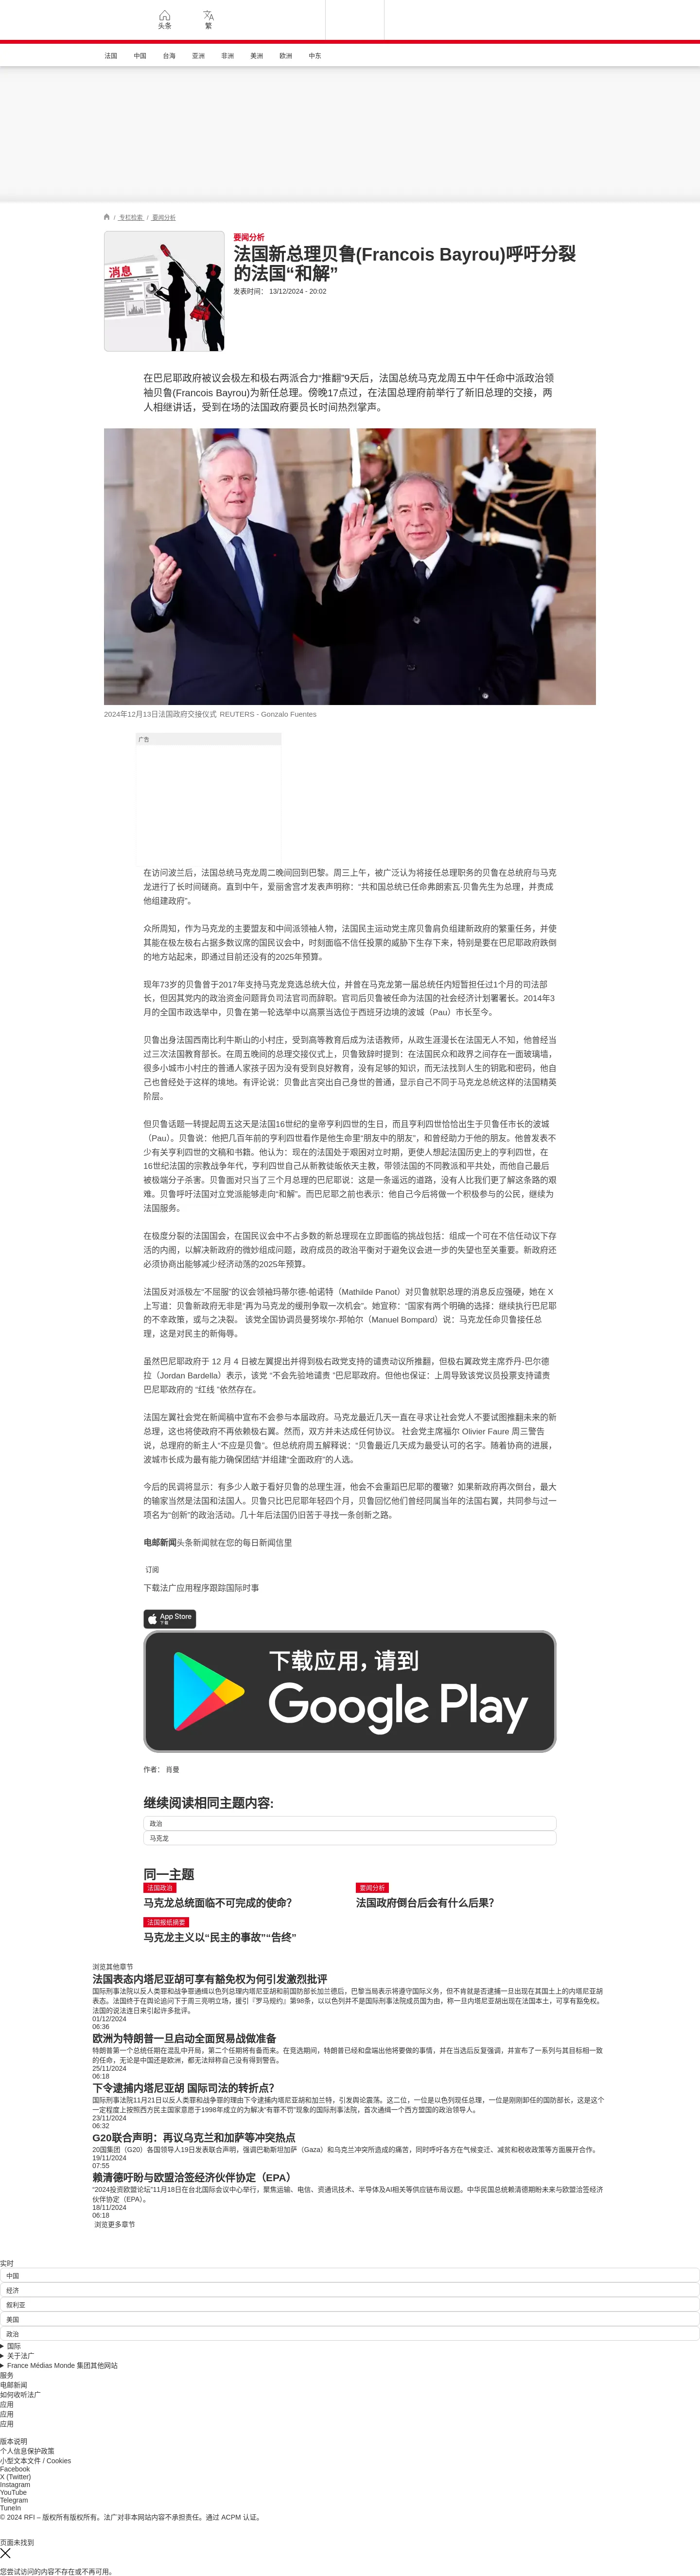 头条
繁
法国
中国
台海
亚洲
非洲
美洲
欧洲
中东
/ 专栏检索 / 要闻分析
消息
要闻分析
法国新总理贝鲁(Francois Bayrou)呼吁分裂
的法国“和解”
发表时间： 13/12/2024 - 20:02
在巴尼耶政府被议会极左和极右两派合力“推翻”9天后，法国总统马克龙周五中午任命中派政治领
袖贝鲁(Francois Bayrou)为新任总理。傍晚17点过，在法国总理府前举行了新旧总理的交接，两
人相继讲话，受到在场的法国政府要员长时间热烈掌声。
2024年12月13日法国政府交接仪式 REUTERS - Gonzalo Fuentes
广告
在访问波兰后，法国总统马克龙周二晚间回到巴黎。周三上午，被广泛认为将接任总理职务的贝鲁在总统府与马克
龙进行了长时间磋商。直到中午，爱丽舍宫才发表声明称：“共和国总统已任命弗朗索瓦·贝鲁先生为总理，并责成
他组建政府”。
众所周知，作为马克龙的主要盟友和中间派领袖人物，法国民主运动党主席贝鲁肩负组建新政府的繁重任务，并使
其能在极左极右占据多数议席的国民议会中，时刻面临不信任投票的威胁下生存下来，特别是要在巴尼耶政府跌倒
的地方站起来，即通过目前还没有的2025年预算。
现年73岁的贝鲁曾于2017年支持马克龙竞选总统大位，并曾在马克龙第一届总统任内短暂担任过1个月的司法部
长，但因其党内的政治资金问题背负司法官司而辞职。官司后贝鲁被任命为法国的社会经济计划署署长。2014年3
月的全国市政选举中，贝鲁在第一轮选举中以高票当选位于西班牙边境的波城（Pau）市长至今。
贝鲁出身法国西南比利牛斯山的小村庄，受到高等教育后成为法语教师，从政生涯漫长在法国无人不知，他曾经当
过三次法国教育部长。在周五晚间的总理交接仪式上，贝鲁致辞时提到：在法国民众和政界之间存在一面玻璃墙，
很多小城市小村庄的普通人家孩子因为没有受到良好教育，没有足够的知识，而无法找到人生的钥匙和密码，他自
己也曾经处于这样的境地。有评论说：贝鲁此言突出自己身世的普通，显示自己不同于马克龙总统这样的法国精英
阶层。
但贝鲁话题一转提起周五这天是法国16世纪的皇帝亨利四世的生日，而且亨利四世恰恰出生于贝鲁任市长的波城
（Pau）。贝鲁说：他把几百年前的亨利四世看作是他生命里“朋友中的朋友”，和曾经助力于他的朋友。他曾发表不
少有关亨利四世的文稿和书籍。他认为：现在的法国处于艰困对立时期，更使人想起法国历史上的亨利四世，在
16世纪法国的宗教战争年代，亨利四世自己从新教徒皈依天主教，带领法国的不同教派和平共处，而他自己最后
被极端分子杀害。贝鲁面对只当了三个月总理的巴尼耶说：这是一条遥远的道路，没有人比我们更了解这条路的艰
难。贝鲁呼吁法国对立党派能够走向“和解”。而巴尼耶之前也表示：他自己今后将做一个积极参与的公民，继续为
法国服务。
在极度分裂的法国国会，在国民议会中不占多数的新总理现在立即面临的挑战包括：组成一个可在不信任动议下存
活的内阁，以解决新政府的微妙组成问题，政府成员的政治平衡对于避免议会进一步的失望也至关重要。新政府还
必须协商出能够减少经济动荡的2025年预算。
法国反对派极左“不屈服”的议会领袖玛蒂尔德-帕诺特（Mathilde Panot）对贝鲁就职总理的消息反应强硬，她在 X
上写道：贝鲁新政府无非是“再为马克龙的缓刑争取一次机会”。她宣称：“国家有两个明确的选择：继续执行巴尼耶
的不幸政策，或与之决裂。 该党全国协调员曼努埃尔-邦帕尔（Manuel Bompard）说：马克龙任命贝鲁接任总
理，这是对民主的新侮辱。
虽然巴尼耶政府于 12 月 4 日被左翼提出并得到极右政党支持的谴责动议所推翻，但极右翼政党主席乔丹-巴尔德
拉（Jordan Bardella）表示，该党 “不会先验地谴责 ”巴尼耶政府。但他也保证：上周导致该党议员投票支持谴责
巴尼耶政府的 “红线 ”依然存在。
法国左翼社会党在新闻稿中宣布不会参与本届政府。马克龙最近几天一直在寻求让社会党人不要试图推翻未来的新
总理，这也将使政府不再依赖极右翼。然而，双方并未达成任何协议。 社会党主席福尔 Olivier Faure 周三警告
说，总理府的新主人“不应是贝鲁”。但总统府周五解释说：“贝鲁最近几天成为最受认可的名字。随着协商的进展，
波城市长成为最有能力确保团结”并组建“全面政府”的人选。
今后的民调将显示：有多少人敢于看好贝鲁的总理生涯，他会不会重蹈巴尼耶的覆辙？如果新政府再次倒台，最大
的输家当然是法国和法国人。贝鲁只比巴尼耶年轻四个月，贝鲁回忆他们曾经同属当年的法国右翼，共同参与过一
项名为“创新”的政治活动。几十年后法国仍旧苦于寻找一条创新之路。
电邮新闻头条新闻就在您的每日新闻信里
订阅
下载法广应用程序跟踪国际时事
App Store
下载
下载应用，请到
Google Play
作者： 肖曼
继续阅读相同主题内容:
政治
马克龙
同一主题
法国政治
马克龙总统面临不可完成的使命？
要闻分析
法国政府倒台后会有什么后果？
法国报纸摘要
马克龙主义以“民主的事故”“告终”
浏览其他章节
法国表态内塔尼亚胡可享有豁免权为何引发激烈批评
国际刑事法院以反人类罪和战争罪通缉以色列总理内塔尼亚胡和前国防部长加兰德后，巴黎当局表示将遵守国际义务，但不肯就是否逮捕一旦出现在其国土上的内塔尼亚胡
表态。法国终于在舆论追问下于周三亮明立场，援引『罗马规约』第98条，以以色列并不是国际刑事法院成员国为由，称一旦内塔尼亚胡出现在法国本土，可享有豁免权。
法国的说法连日来引起许多批评。
01/12/2024
06:36
欧洲为特朗普一旦启动全面贸易战做准备
特朗普第一个总统任期在混乱中开局，第二个任期将有备而来。在竞选期间，特朗普已经和盘端出他将要做的事情，并在当选后反复强调，并宣布了一系列与其目标相一致
的任命，无论是中国还是欧洲，都无法辩称自己没有得到警告。
25/11/2024
06:18
下令逮捕内塔尼亚胡 国际司法的转折点？
国际刑事法院11月21日以反人类罪和战争罪的理由下令逮捕内塔尼亚胡和加兰特，引发舆论震荡。这二位，一位是以色列现任总理，一位是刚刚卸任的国防部长，这是这个
一定程度上按照西方民主国家意愿于1998年成立的为解决“有罪不罚”现象的国际刑事法院，首次通缉一个西方盟国的政治领导人。
23/11/2024
06:32
G20联合声明：再议乌克兰和加萨等冲突热点
20国集团（G20）各国领导人19日发表联合声明，强调巴勒斯坦加萨（Gaza）和乌克兰冲突所造成的痛苦，同时呼吁各方在气候变迁、减贫和税收政策等方面展开合作。
19/11/2024
07:55
赖清德吁盼与欧盟洽签经济伙伴协定（EPA）
“2024投资欧盟论坛”11月18日在台北国际会议中心举行，聚焦运输、电信、资通讯技术、半导体及AI相关等供应链布局议题。中华民国总统赖清德期盼未来与欧盟洽签经济
伙伴协定（EPA）。
18/11/2024
06:18
浏览更多章节
实时
中国
经济
叙利亚
美国
政治
国际
关于法广
France Médias Monde 集团其他网站
服务
电邮新闻
如何收听法广
应用
应用
应用
版本说明
个人信息保护政策
小型文本文件 / Cookies
Facebook
X (Twitter)
Instagram
YouTube
Telegram
TuneIn
© 2024 RFI – 版权所有版权所有。法广对非本网站内容不承担责任。通过 ACPM 认证。
页面未找到
您尝试访问的内容不存在或不再可用。